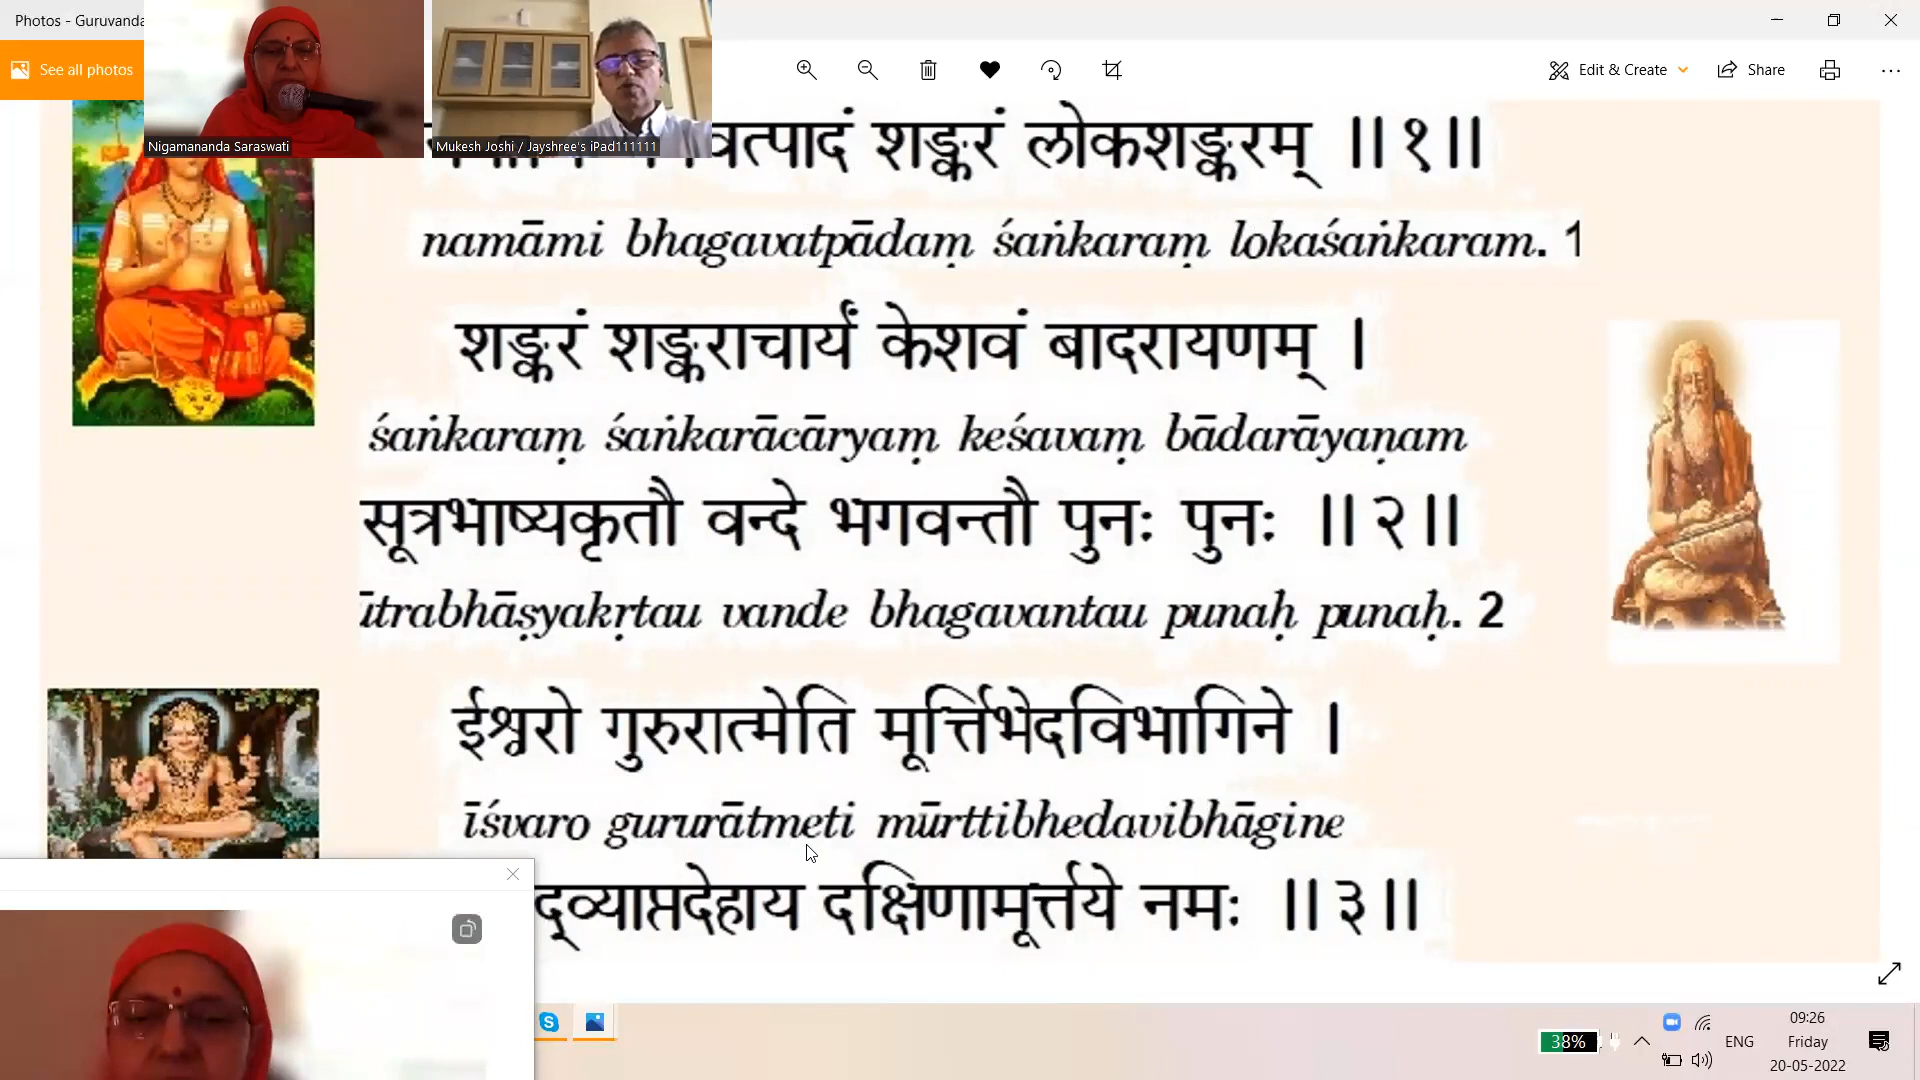 Photos - Guruvanda
See all photos
Edit & Create
Share
Nigamananda Saraswati
Mukesh Joshi / Jayshree's iPad111111
वत्पादं शङ्करं लोकशङ्करम् ॥१॥
namāmi bhagavatpādaṃ śaṅkaraṃ lokaśaṅkaram. 1
शङ्करं शङ्कराचार्यं केशवं बादरायणम् ।
śaṅkaraṃ śaṅkarācāryaṃ keśavaṃ bādarāyaṇam
सूत्रभाष्यकृतौ वन्दे भगवन्तौ पुनः पुनः ॥२॥
ūtrabhāṣyakṛtau vande bhagavantau punaḥ punaḥ. 2
ईश्वरो गुरुरात्मेति मूर्त्तिभेदविभागिने ।
īśvaro gururātmeti mūrttibhedavibhāgine
द्व्याप्तदेहाय दक्षिणामूर्त्तये नमः ॥३॥
38%
ENG
09:26
Friday
20-05-2022